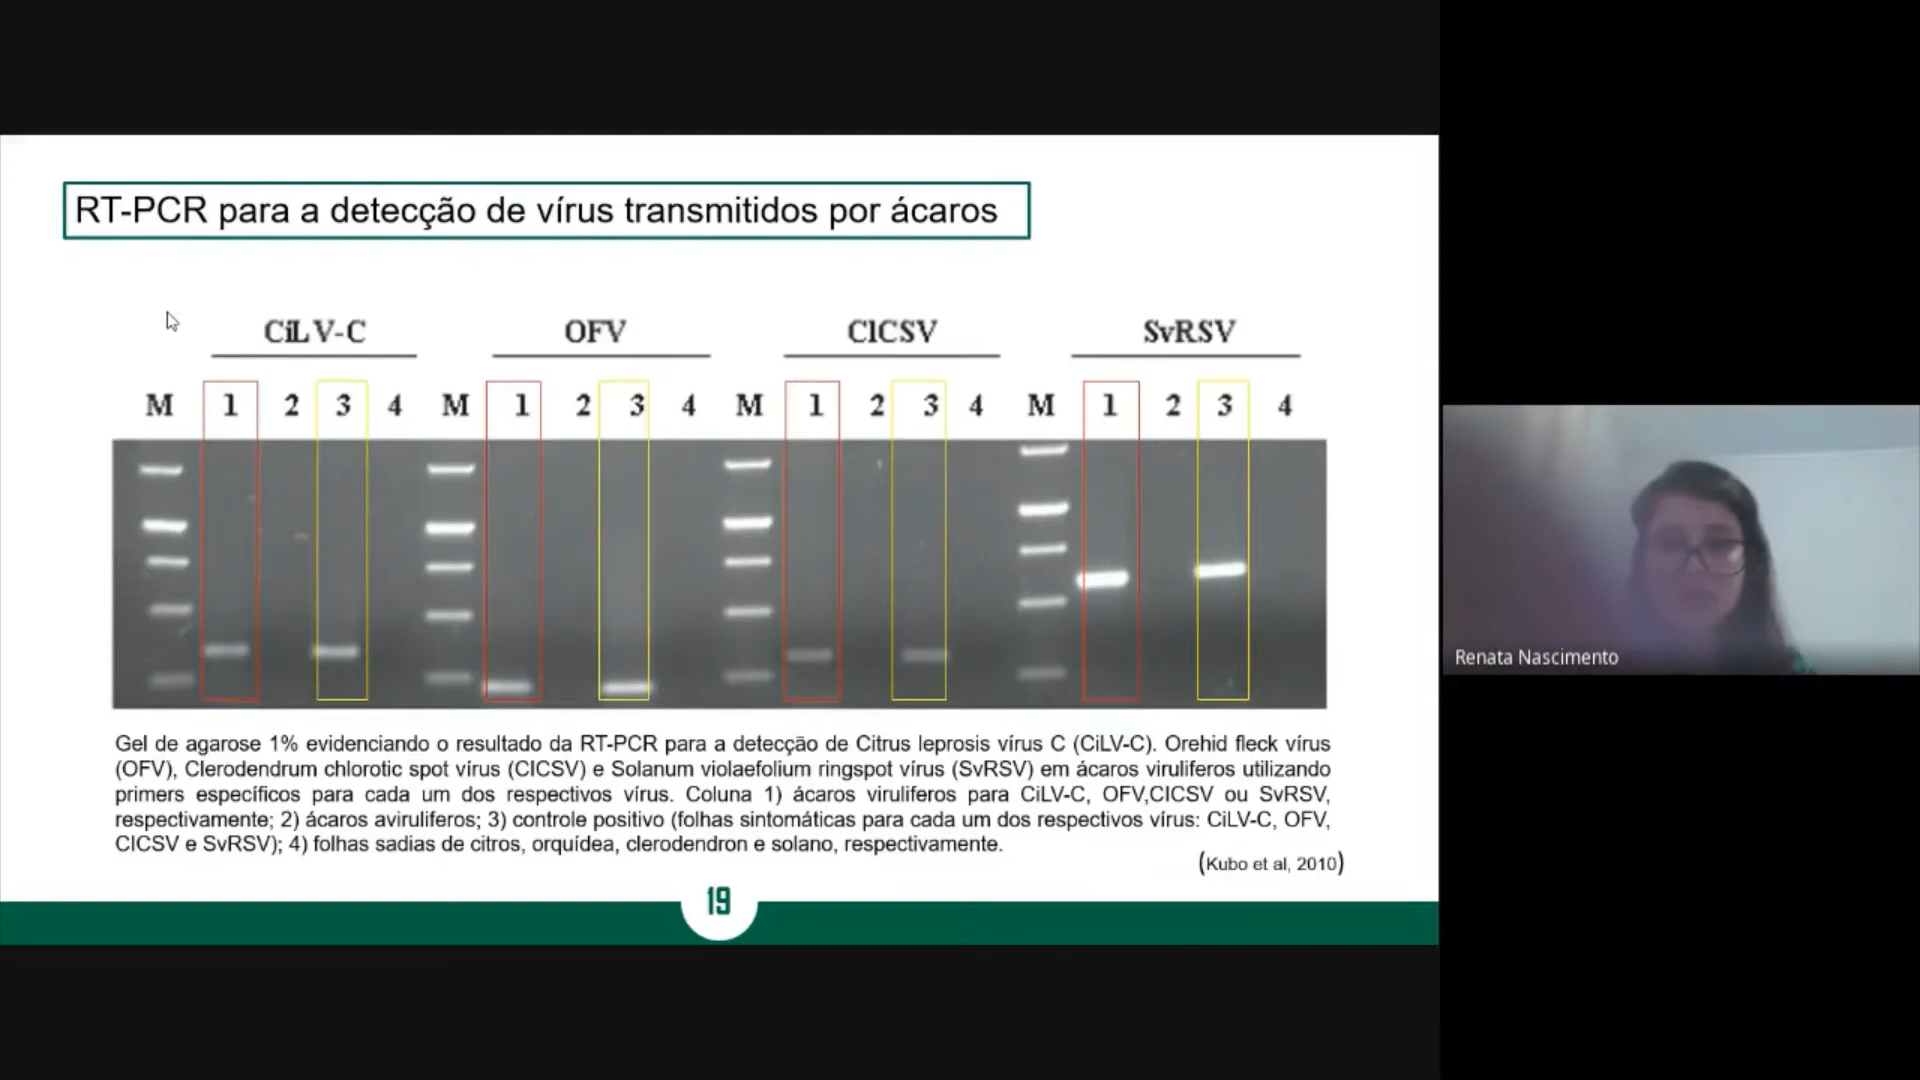 RT-PCR para a detecção de vírus transmitidos por ácaros
CiLV-C OFV ClCSV SvRSV
M 1 2 3 4 M 1 2 3 4 M 1 2 3 4 M 1 2 3 4
Gel de agarose 1% evidenciando o resultado da RT-PCR para a detecção de Citrus leprosis vírus C (CiLV-C). Orehid fleck vírus
(OFV), Clerodendrum chlorotic spot vírus (ClCSV) e Solanum violaefolium ringspot vírus (SvRSV) em ácaros viruliferos utilizando
primers específicos para cada um dos respectivos vírus. Coluna 1) ácaros viruliferos para CiLV-C, OFV,ClCSV ou SvRSV,
respectivamente; 2) ácaros aviruliferos; 3) controle positivo (folhas sintomáticas para cada um dos respectivos vírus: CiLV-C, OFV,
ClCSV e SvRSV); 4) folhas sadias de citros, orquídea, clerodendron e solano, respectivamente.
(Kubo et al, 2010)
19
Renata Nascimento